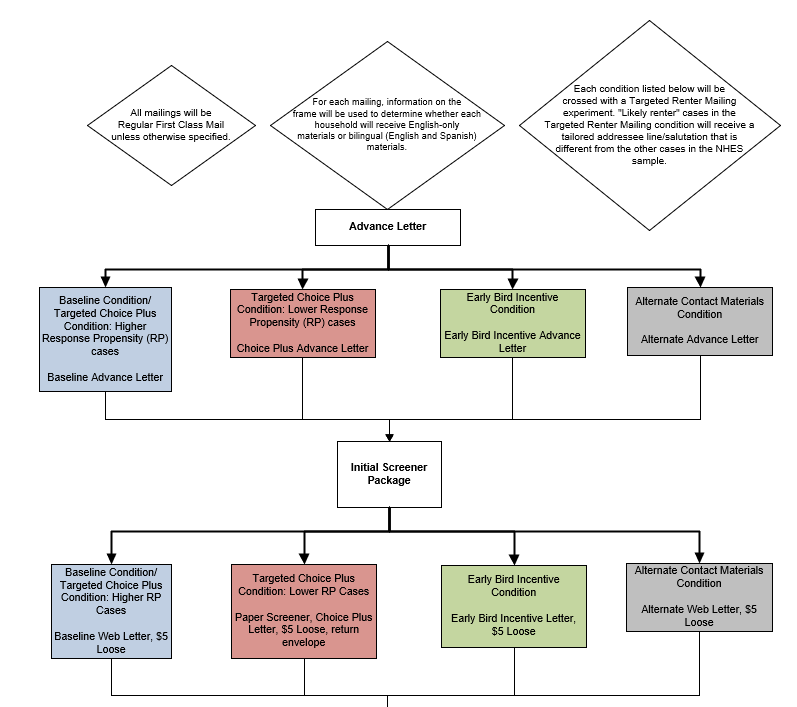 All mailings will be
Regular First Class Mail
unless otherwise specified.
For each mailing, information on the
frame will be used to determine whether each
household will receive English-only
materials or bilingual (English and Spanish)
materials.
Each condition listed below will be
crossed with a Targeted Renter Mailing
experiment. "Likely renter" cases in the
Targeted Renter Mailing condition will receive a
tailored addressee line/salutation that is
different from the other cases in the NHES
sample.
Advance Letter
Baseline Condition/
Targeted Choice Plus
Condition: Higher
Response Propensity (RP)
cases
Baseline Advance Letter
Targeted Choice Plus
Condition: Lower Response
Propensity (RP) cases
Choice Plus Advance Letter
Early Bird Incentive
Condition
Early Bird Incentive Advance
Letter
Alternate Contact Materials
Condition
Alternate Advance Letter
Initial Screener
Package
Baseline Condition/
Targeted Choice Plus
Condition: Higher RP
Cases
Baseline Web Letter, $5
Loose
Targeted Choice Plus
Condition: Lower RP Cases
Paper Screener, Choice Plus
Letter, $5 Loose, return
envelope
Early Bird Incentive
Condition
Early Bird Incentive Letter,
$5 Loose
Alternate Contact Materials
Condition
Alternate Web Letter, $5
Loose